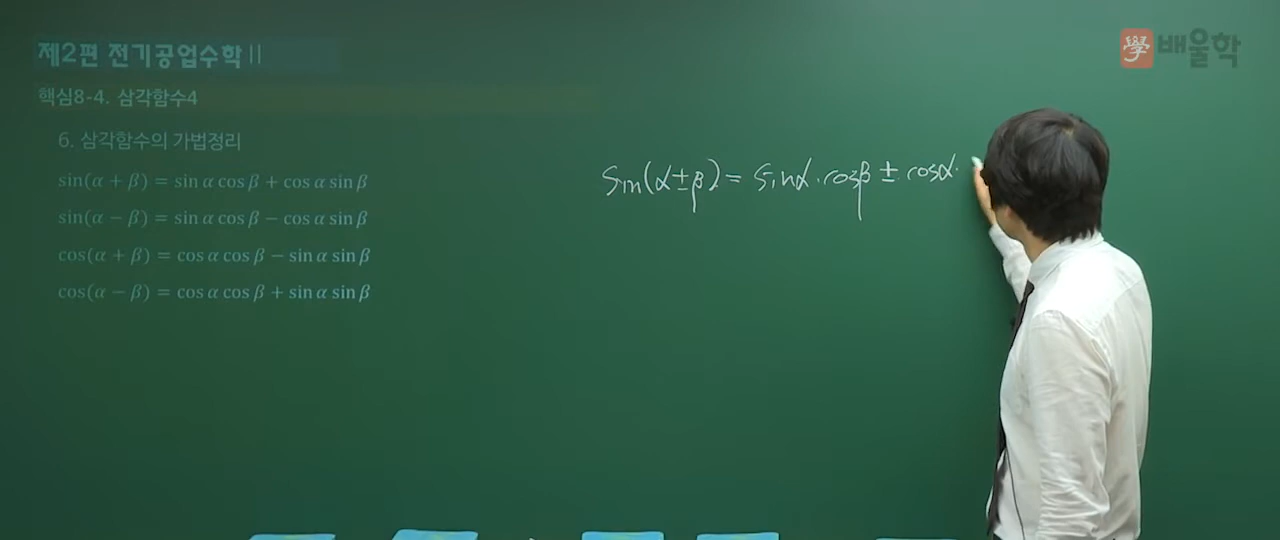 제2편 전기공업수학 II
學 배울학
핵심8-4. 삼각함수4
6. 삼각함수의 가법정리
sin(α + β) = sin α cos β + cos α sin β
sin(α − β) = sin α cos β − cos α sin β
cos(α + β) = cos α cos β − sin α sin β
cos(α − β) = cos α cos β + sin α sin β
Sin(α±β) = Sinα·cosβ ± cosα·